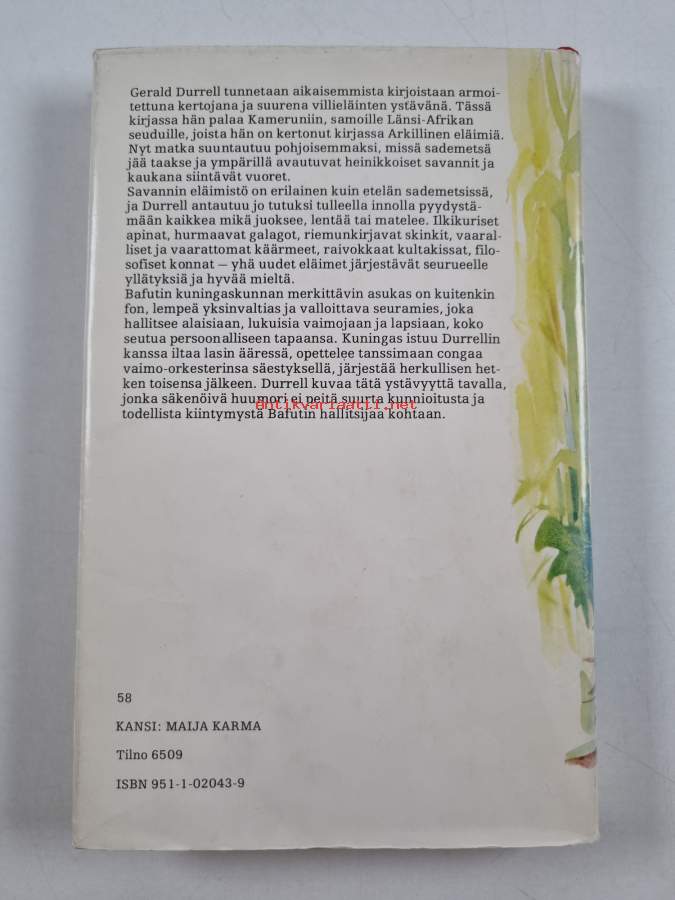 Gerald Durrell tunnetaan aikaisemmista kirjoistaan armoi-
tettuna kertojana ja suurena villieläinten ystävänä. Tässä
kirjassa hän palaa Kameruniin, samoille Länsi-Afrikan
seuduille, joista hän on kertonut kirjassa Arkillinen eläimiä.
Nyt matka suuntautuu pohjoisemmaksi, missä sademetsä
jää taakse ja ympärillä avautuvat heinikkoiset savannit ja
kaukana siintävät vuoret.
Savannin eläimistö on erilainen kuin etelän sademetsissä,
ja Durrell antautuu jo tutuksi tulleella innolla pyydystä-
mään kaikkea mikä juoksee, lentää tai matelee. Ilkikuriset
apinat, hurmaavat galagot, riemunkirjavat skinkit, vaaral-
liset ja vaarattomat käärmeet, raivokkaat kultakissat, filo-
sofiset konnat — yhä uudet eläimet järjestävät seurueelle
yllätyksiä ja hyvää mieltä.
Bafutin kuningaskunnan merkittävin asukas on kuitenkin
fon, lempeä yksinvaltias ja valloittava seuramies, joka
hallitsee alaisiaan, lukuisia vaimojaan ja lapsiaan, koko
seutua persoonalliseen tapaansa. Kuningas istuu Durrellin
kanssa iltaa lasin ääressä, opettelee tanssimaan congaa
vaimo-orkesterinsa säestyksellä, järjestää herkullisen het-
ken toisensa jälkeen. Durrell kuvaa tätä ystävyyttä tavalla,
jonka säkenöivä huumori ei peitä suurta kunnioitusta ja
todellista kiintymystä Bafutin hallitsijaa kohtaan.
antikvariaatti.net
58
KANSI: MAIJA KARMA
Tilno 6509
ISBN 951-1-02043-9